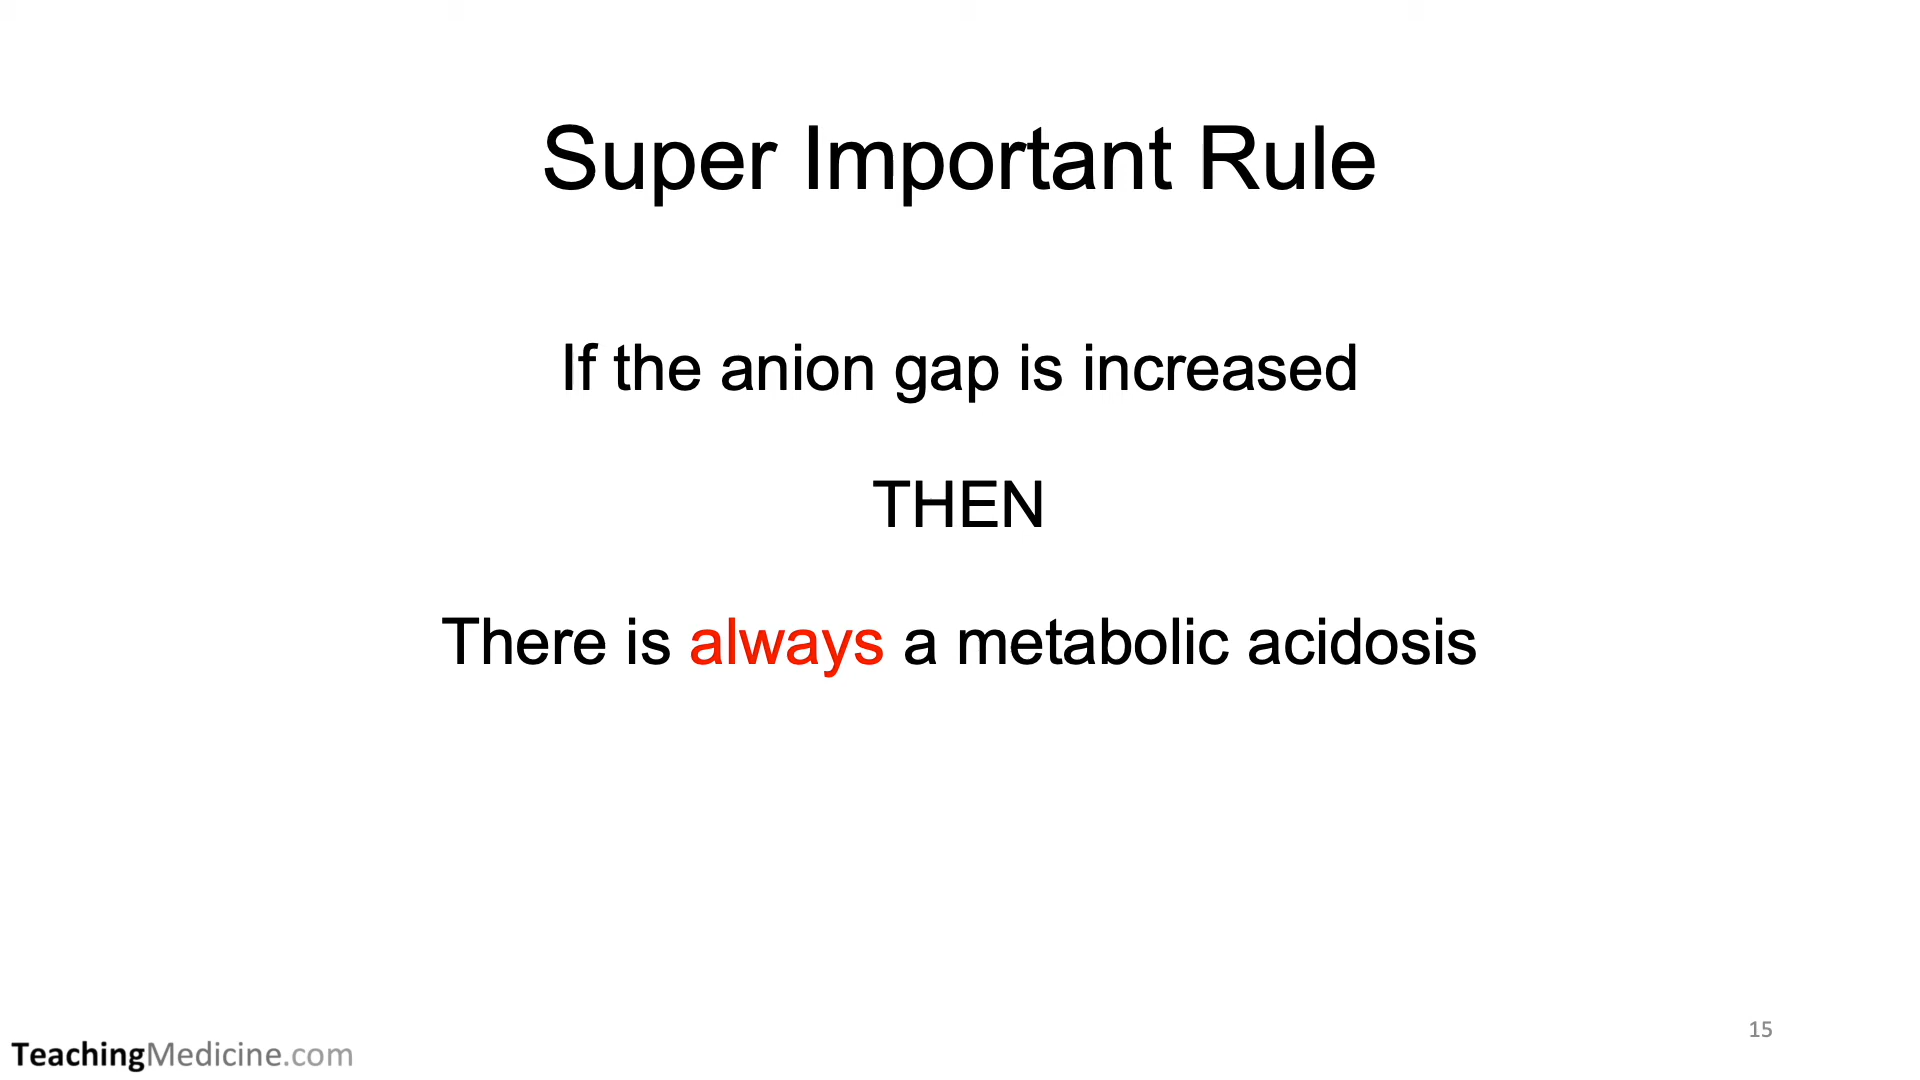 Super Important Rule
If the anion gap is increased
THEN
There is always a metabolic acidosis
15
TeachingMedicine.com